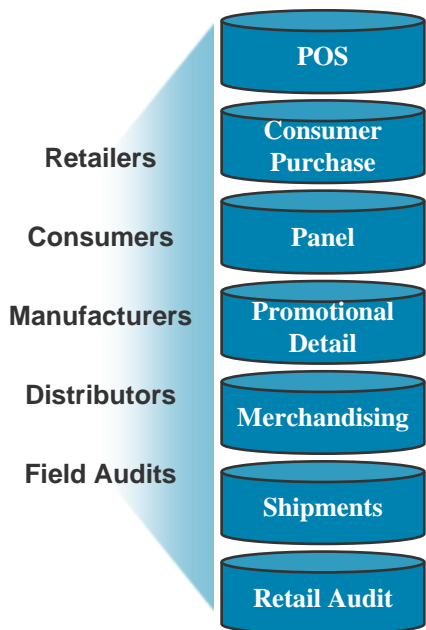 Retailers
Consumers
Manufacturers
Distributors
Field Audits
POS
Consumer
Purchase
Panel
Promotional
Detail
Merchandising
Shipments
Retail Audit